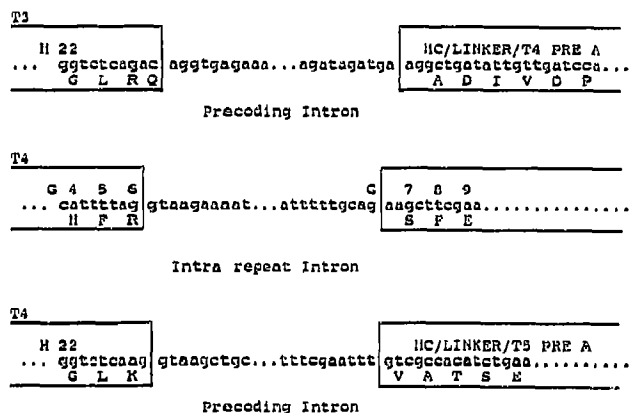 T3
H 22
HC/LINKER/T4 PRE A
... ggtctcagac aggtgagaaa...agatagatga aggctgatattgttgatcca...
G L R Q A D I V D P
Precoding Intron
T4
G 4 5 6 G 7 8 9
... cattttag gtaagaaaat...atttttgcag aagcttcgaa...............
H F R S F E
Intra repeat Intron
T4
H 22 HC/LINKER/T5 PRE A
... ggtctcaag gtaagctgc...tttcgaattt gtcgccacatctgaa..........
G L K V A T S E
Precoding Intron